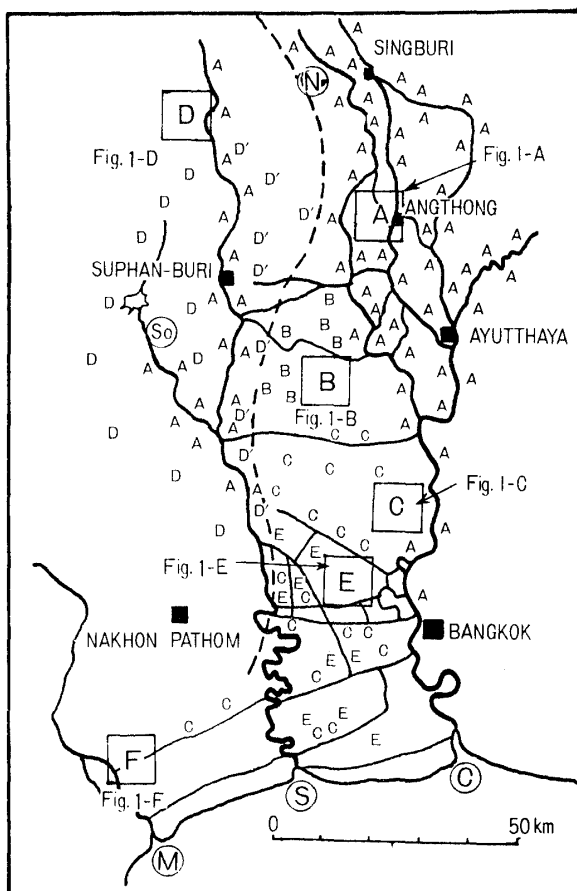 SINGBURI
N
A A A A A
D
A
A A A A A
Fig. 1-D
A D'
A A A A
Fig. 1-A
D
D' D'
A
A
ANGTHONG
D
A D'
A A A A
D
SUPHAN-BURI
D'
A A A A A
D
So
D
A
B B B
A A A
AYUTTHAYA
D
A D' B B
B
A A
A A
A D' B
Fig. 1-B
A
D
A D'
C C
D'
C C A
A
Fig. 1-C
A C
C
D
D' C C
E
Fig. 1-E
E
C E C
E
A
NAKHON PATHOM
C
C C
BANGKOK
E E C
C C
E
C C E
E
F
Fig. 1-F
S
C
M
0
50 km